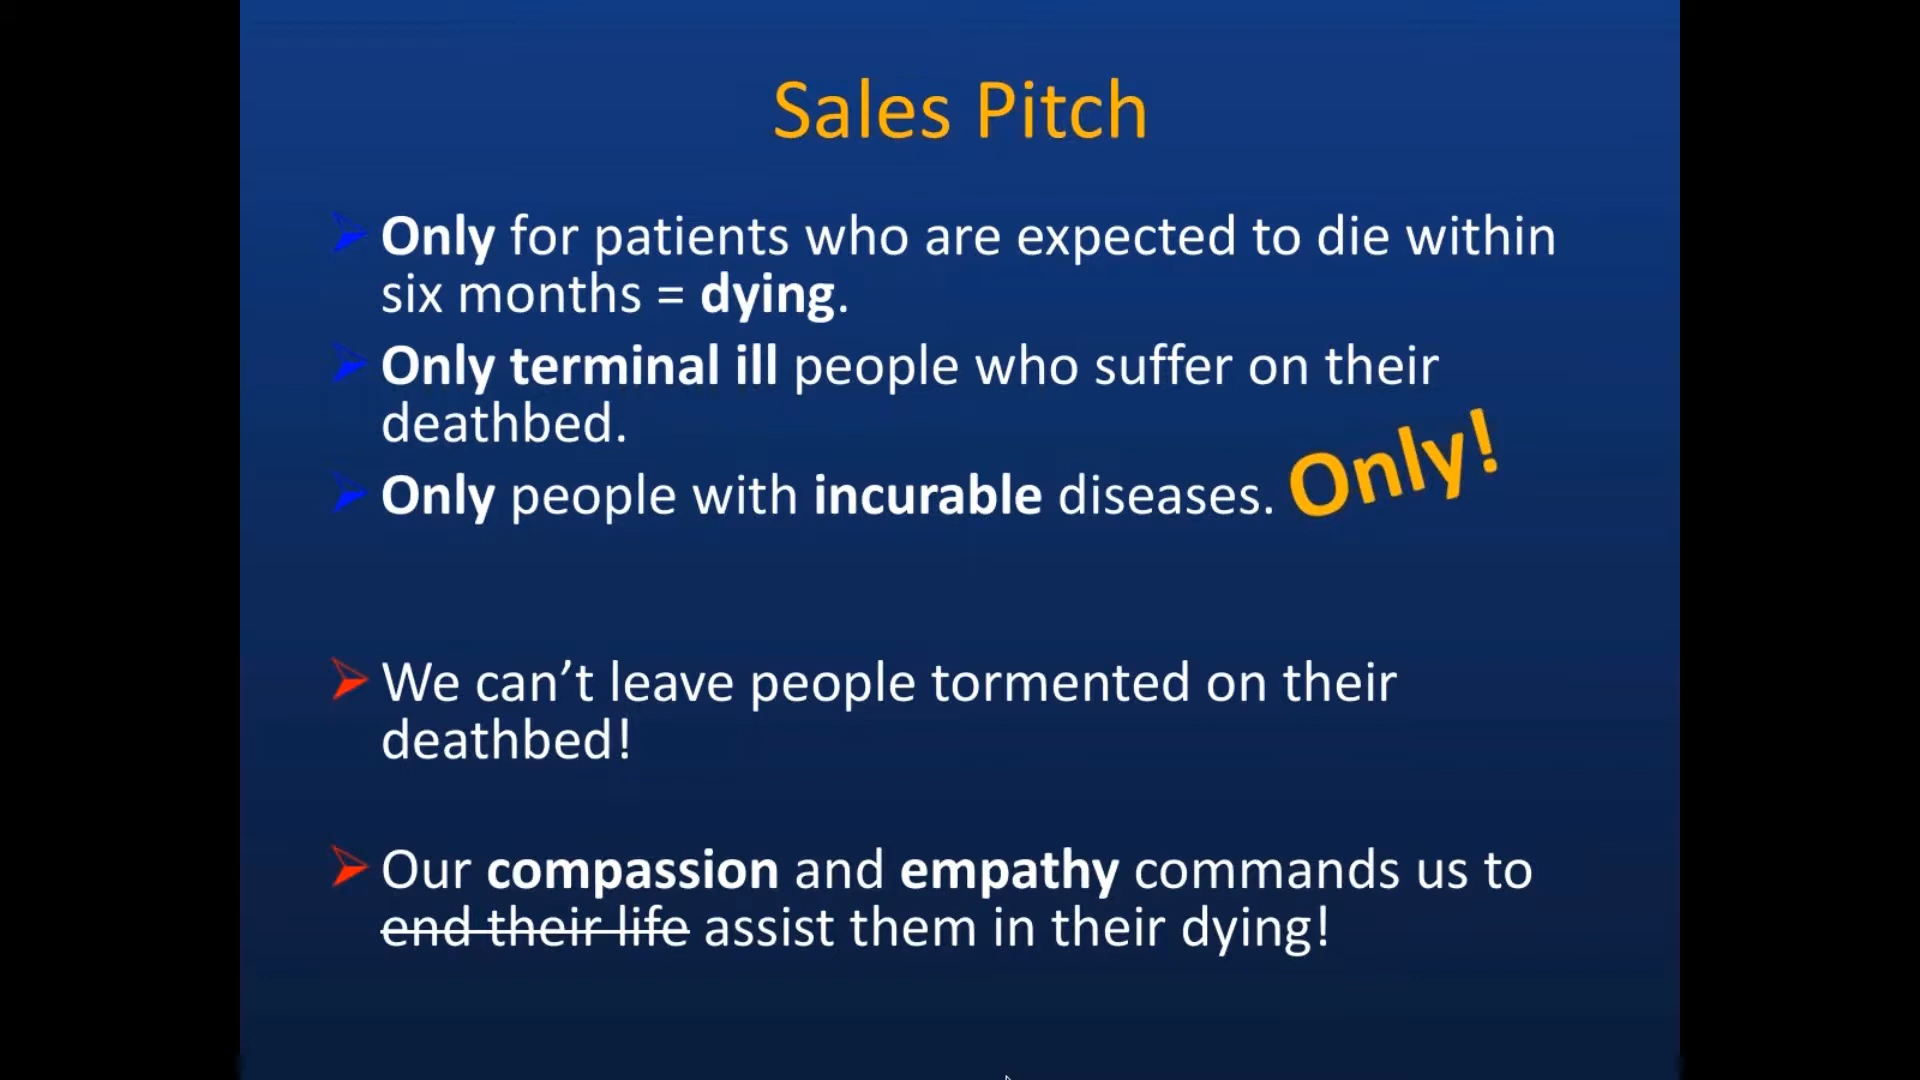 Sales Pitch
Only for patients who are expected to die within
six months = dying.
Only terminal ill people who suffer on their
deathbed.
Only people with incurable diseases. Only!
We can’t leave people tormented on their
deathbed!
Our compassion and empathy commands us to
end their life assist them in their dying!